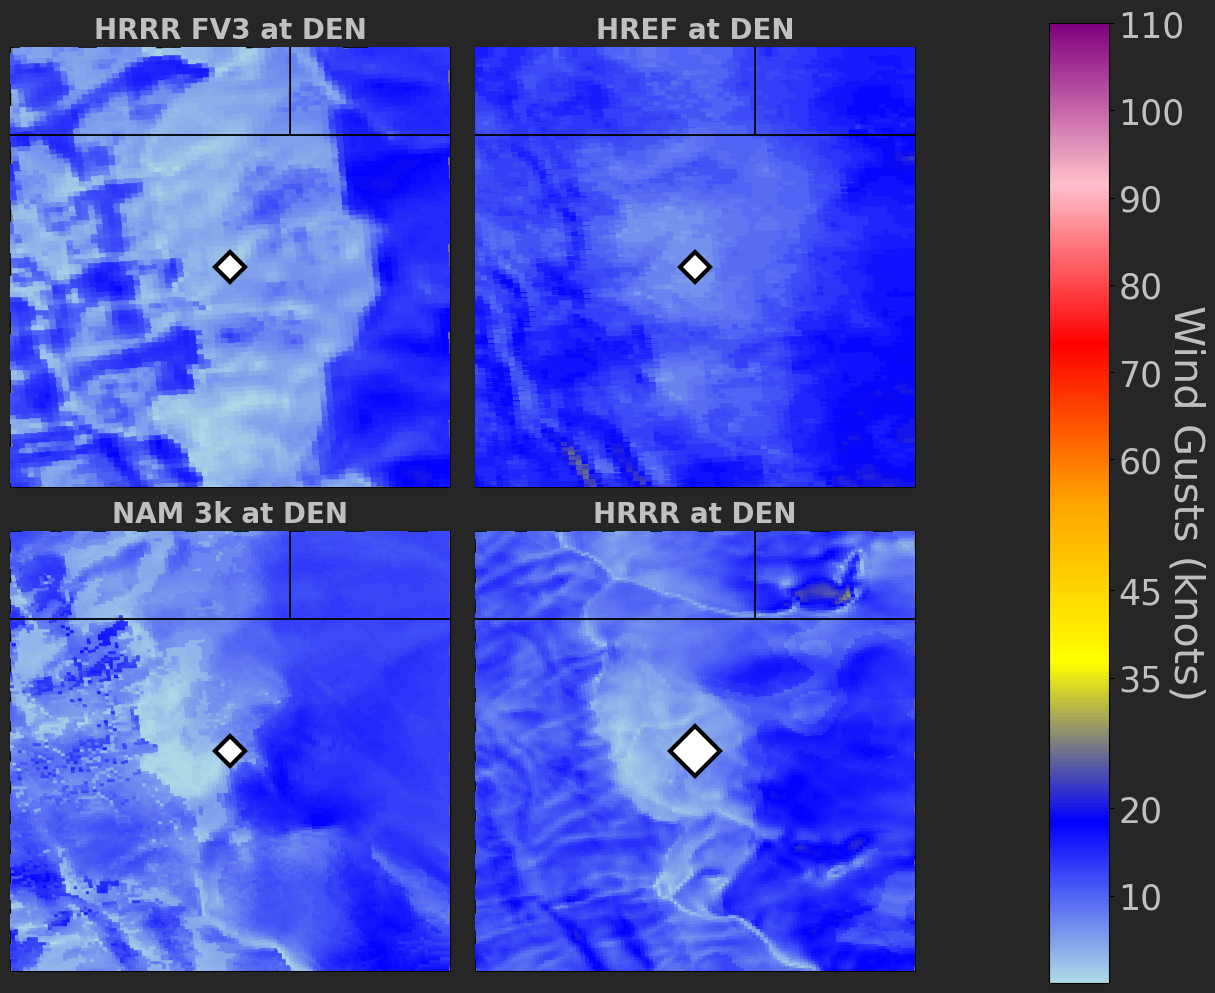 HRRR FV3 at DEN
HREF at DEN
NAM 3k at DEN
HRRR at DEN
110
100
90
80
70
60
45
35
20
10
Wind Gusts (knots)